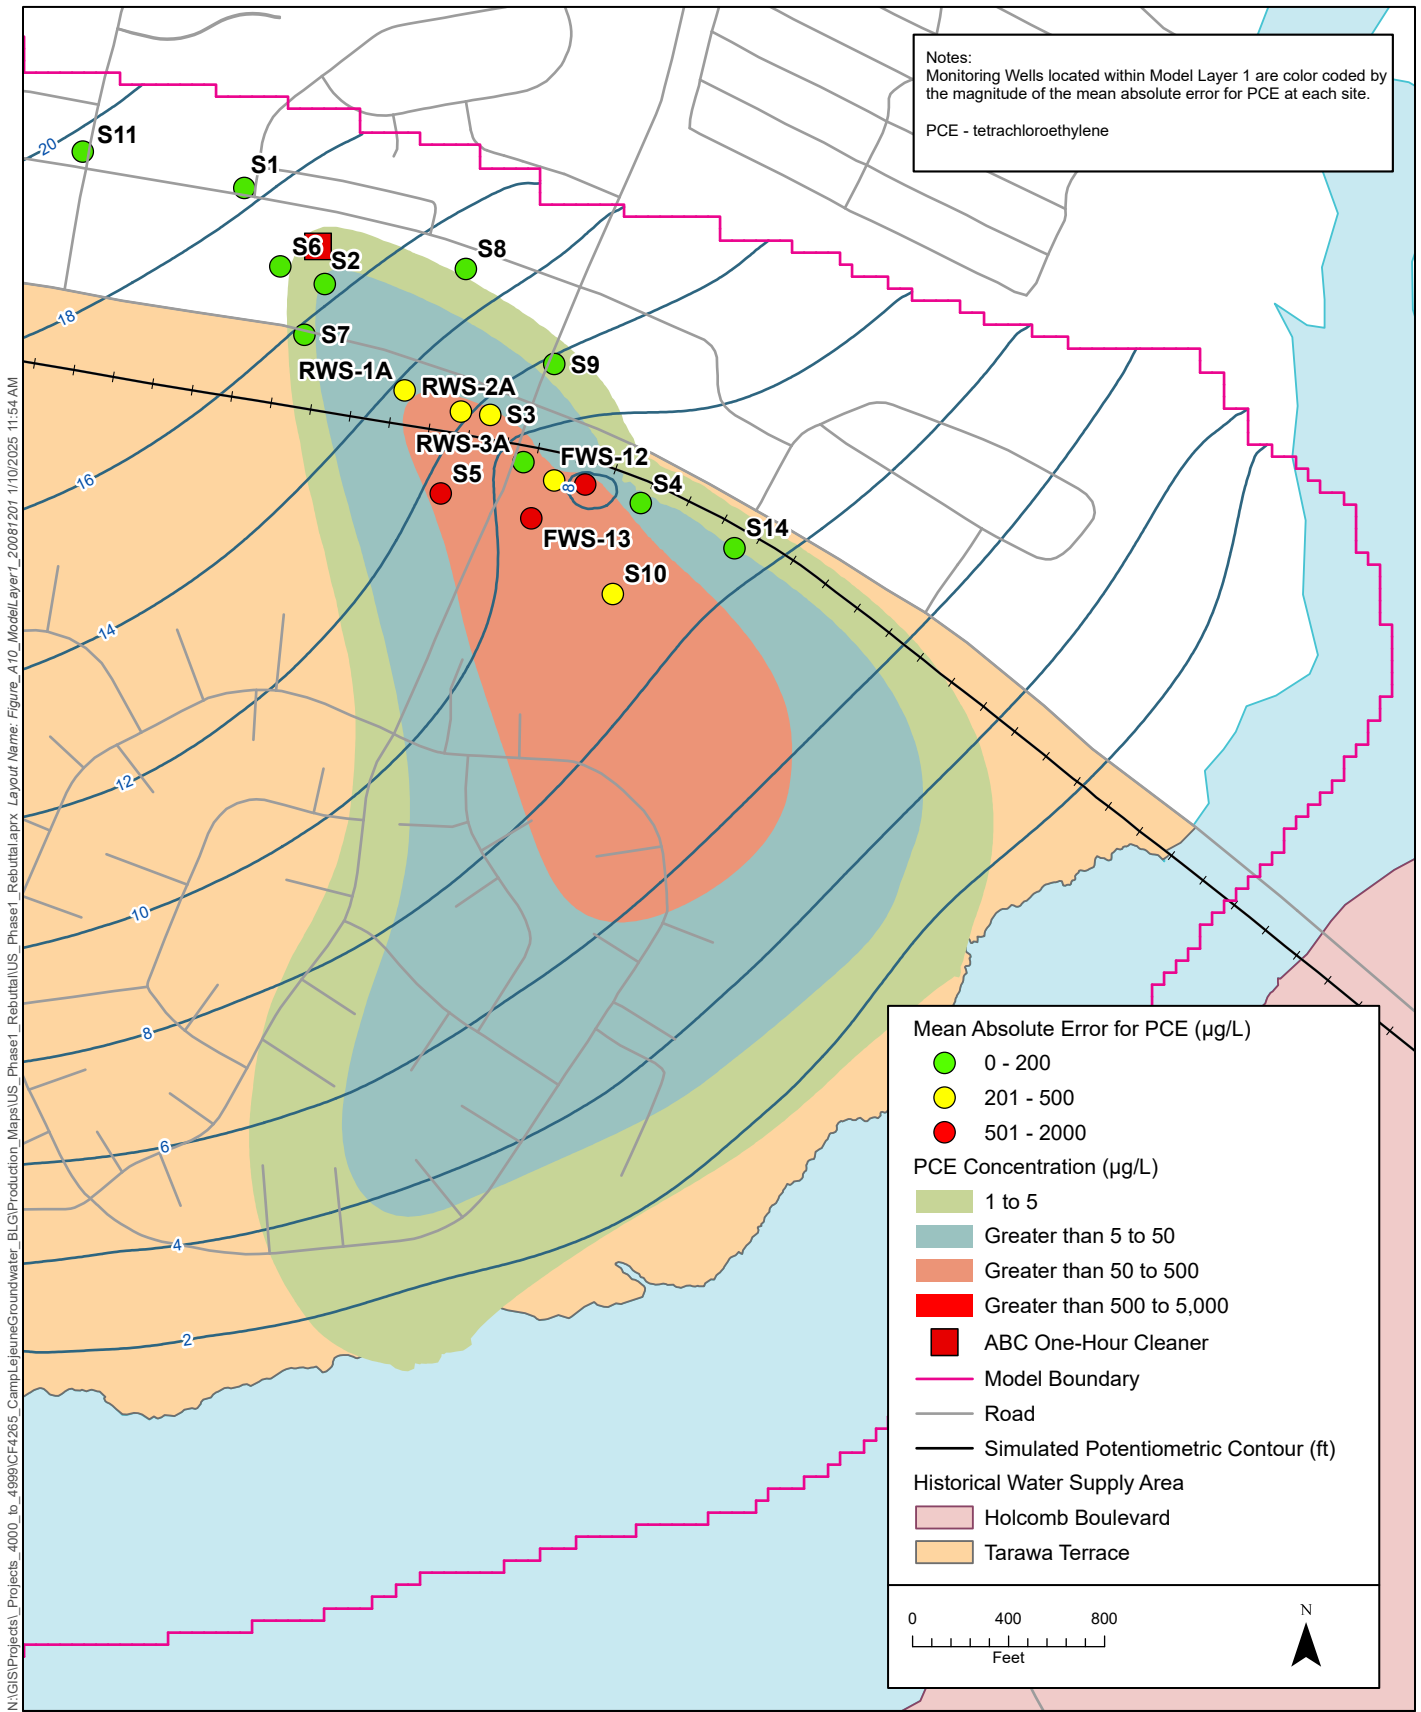 Notes:
Monitoring Wells located within Model Layer 1 are color coded by
the magnitude of the mean absolute error for PCE at each site.
PCE - tetrachloroethylene
20
S11
S1
S6
S2
S8
18
S7
S9
RWS-1A
RWS-2A
S3
RWS-3A
FWS-12
S5
8
S4
16
S14
FWS-13
S10
14
12
10
8
6
4
2
Mean Absolute Error for PCE (µg/L)
0 - 200
201 - 500
501 - 2000
PCE Concentration (µg/L)
1 to 5
Greater than 5 to 50
Greater than 50 to 500
Greater than 500 to 5,000
ABC One-Hour Cleaner
Model Boundary
Road
Simulated Potentiometric Contour (ft)
Historical Water Supply Area
Holcomb Boulevard
Tarawa Terrace
0 400 800
Feet
N
N:\GIS\Projects\_Projects_4000_to_4999\CF4265_CampLejeuneGroundwater_BLG\Production_Maps\US_Phase1_Rebuttal\US_Phase1_Rebuttal.aprx Layout Name: Figure_A10_ModelLayer1_20081201 1/10/2025 11:54 AM